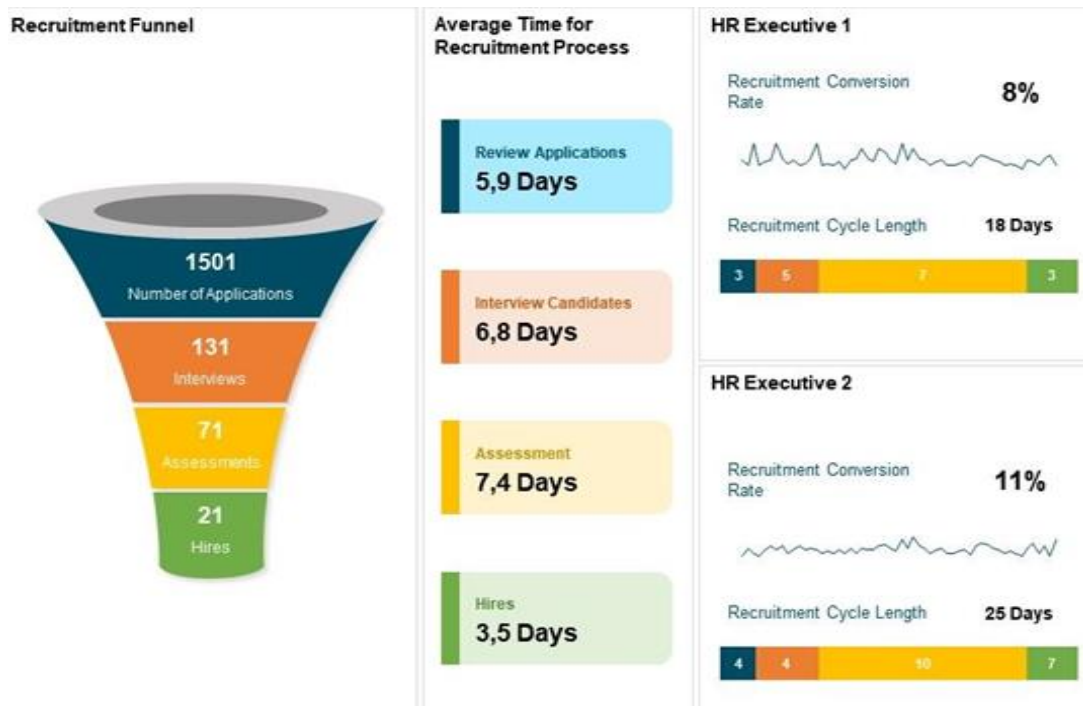 Recruitment Funnel
1501
Number of Applications
131
Interviews
71
Assessments
21
Hires
Average Time for
Recruitment Process
Review Applications
5,9 Days
Interview Candidates
6,8 Days
Assessment
7,4 Days
Hires
3,5 Days
HR Executive 1
Recruitment Conversion
Rate
8%
Recruitment Cycle Length
18 Days
3
5
7
3
HR Executive 2
Recruitment Conversion
Rate
11%
Recruitment Cycle Length
25 Days
4
4
10
7